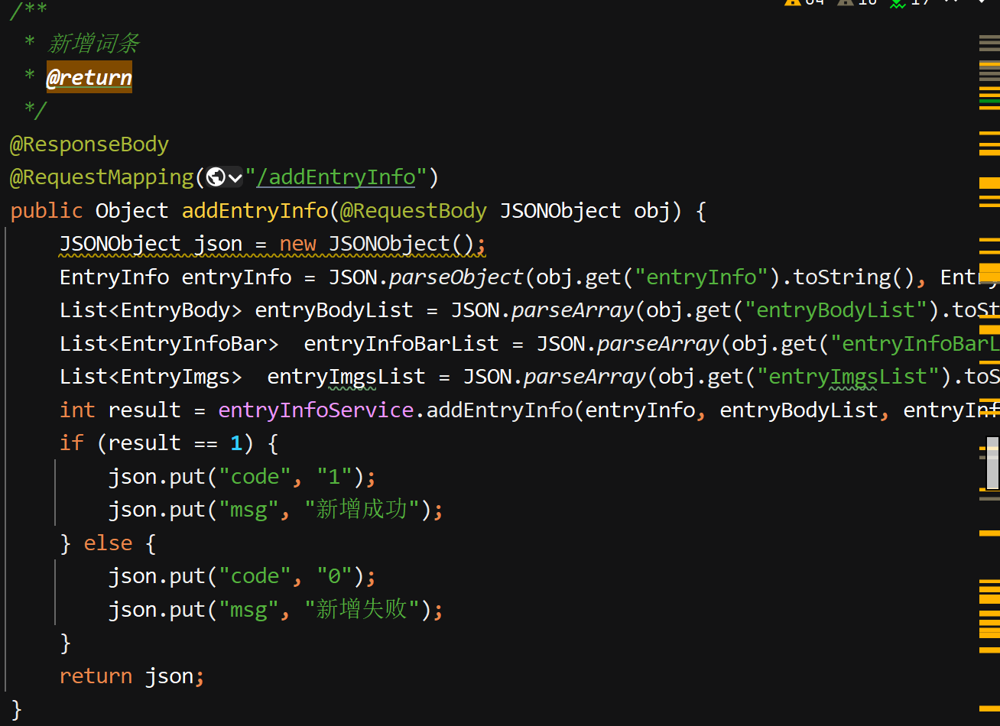 /**
 * 新增词条
 * @return
 */
@ResponseBody
@RequestMapping("/addEntryInfo")
public Object addEntryInfo(@RequestBody JSONObject obj) {
    JSONObject json = new JSONObject();
    EntryInfo entryInfo = JSON.parseObject(obj.get("entryInfo").toString(), Entry
    List<EntryBody> entryBodyList = JSON.parseArray(obj.get("entryBodyList").toSt
    List<EntryInfoBar>  entryInfoBarList = JSON.parseArray(obj.get("entryInfoBarL
    List<EntryImgs>  entryImgsList = JSON.parseArray(obj.get("entryImgsList").toS
    int result = entryInfoService.addEntryInfo(entryInfo, entryBodyList, entryInf
    if (result == 1) {
        json.put("code", "1");
        json.put("msg", "新增成功");
    } else {
        json.put("code", "0");
        json.put("msg", "新增失败");
    }
    return json;
}